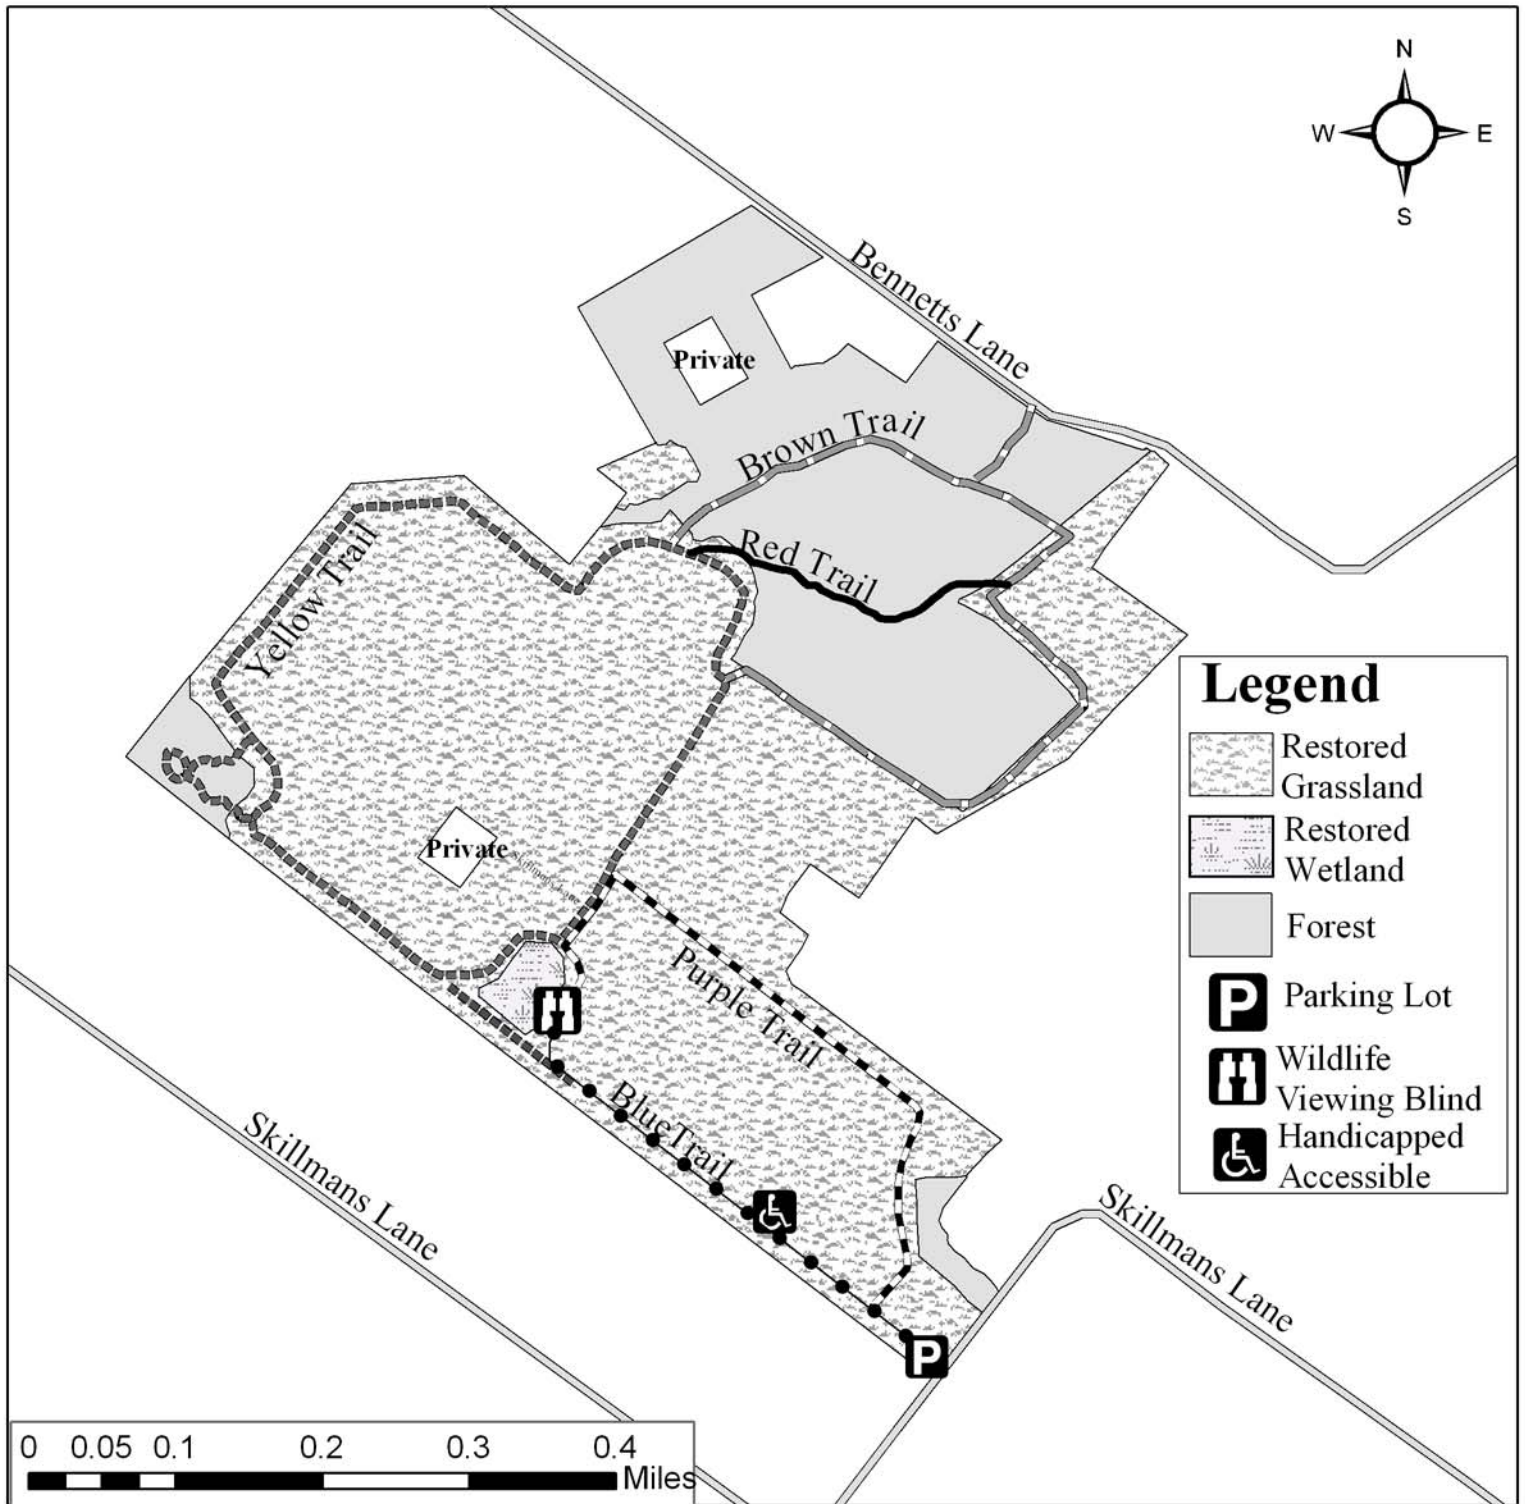 N
W E
S
Bennetts Lane
Private
Brown Trail
Red Trail
Yellow Trail
Private
Skillmans Lane
Purple Trail
BlueTrail
Skillmans Lane
Skillmans Lane
P
Legend
Restored
Grassland
Restored
Wetland
Forest
P
Parking Lot
Wildlife
Viewing Blind
Handicapped
Accessible
0 0.05 0.1 0.2 0.3 0.4
Miles